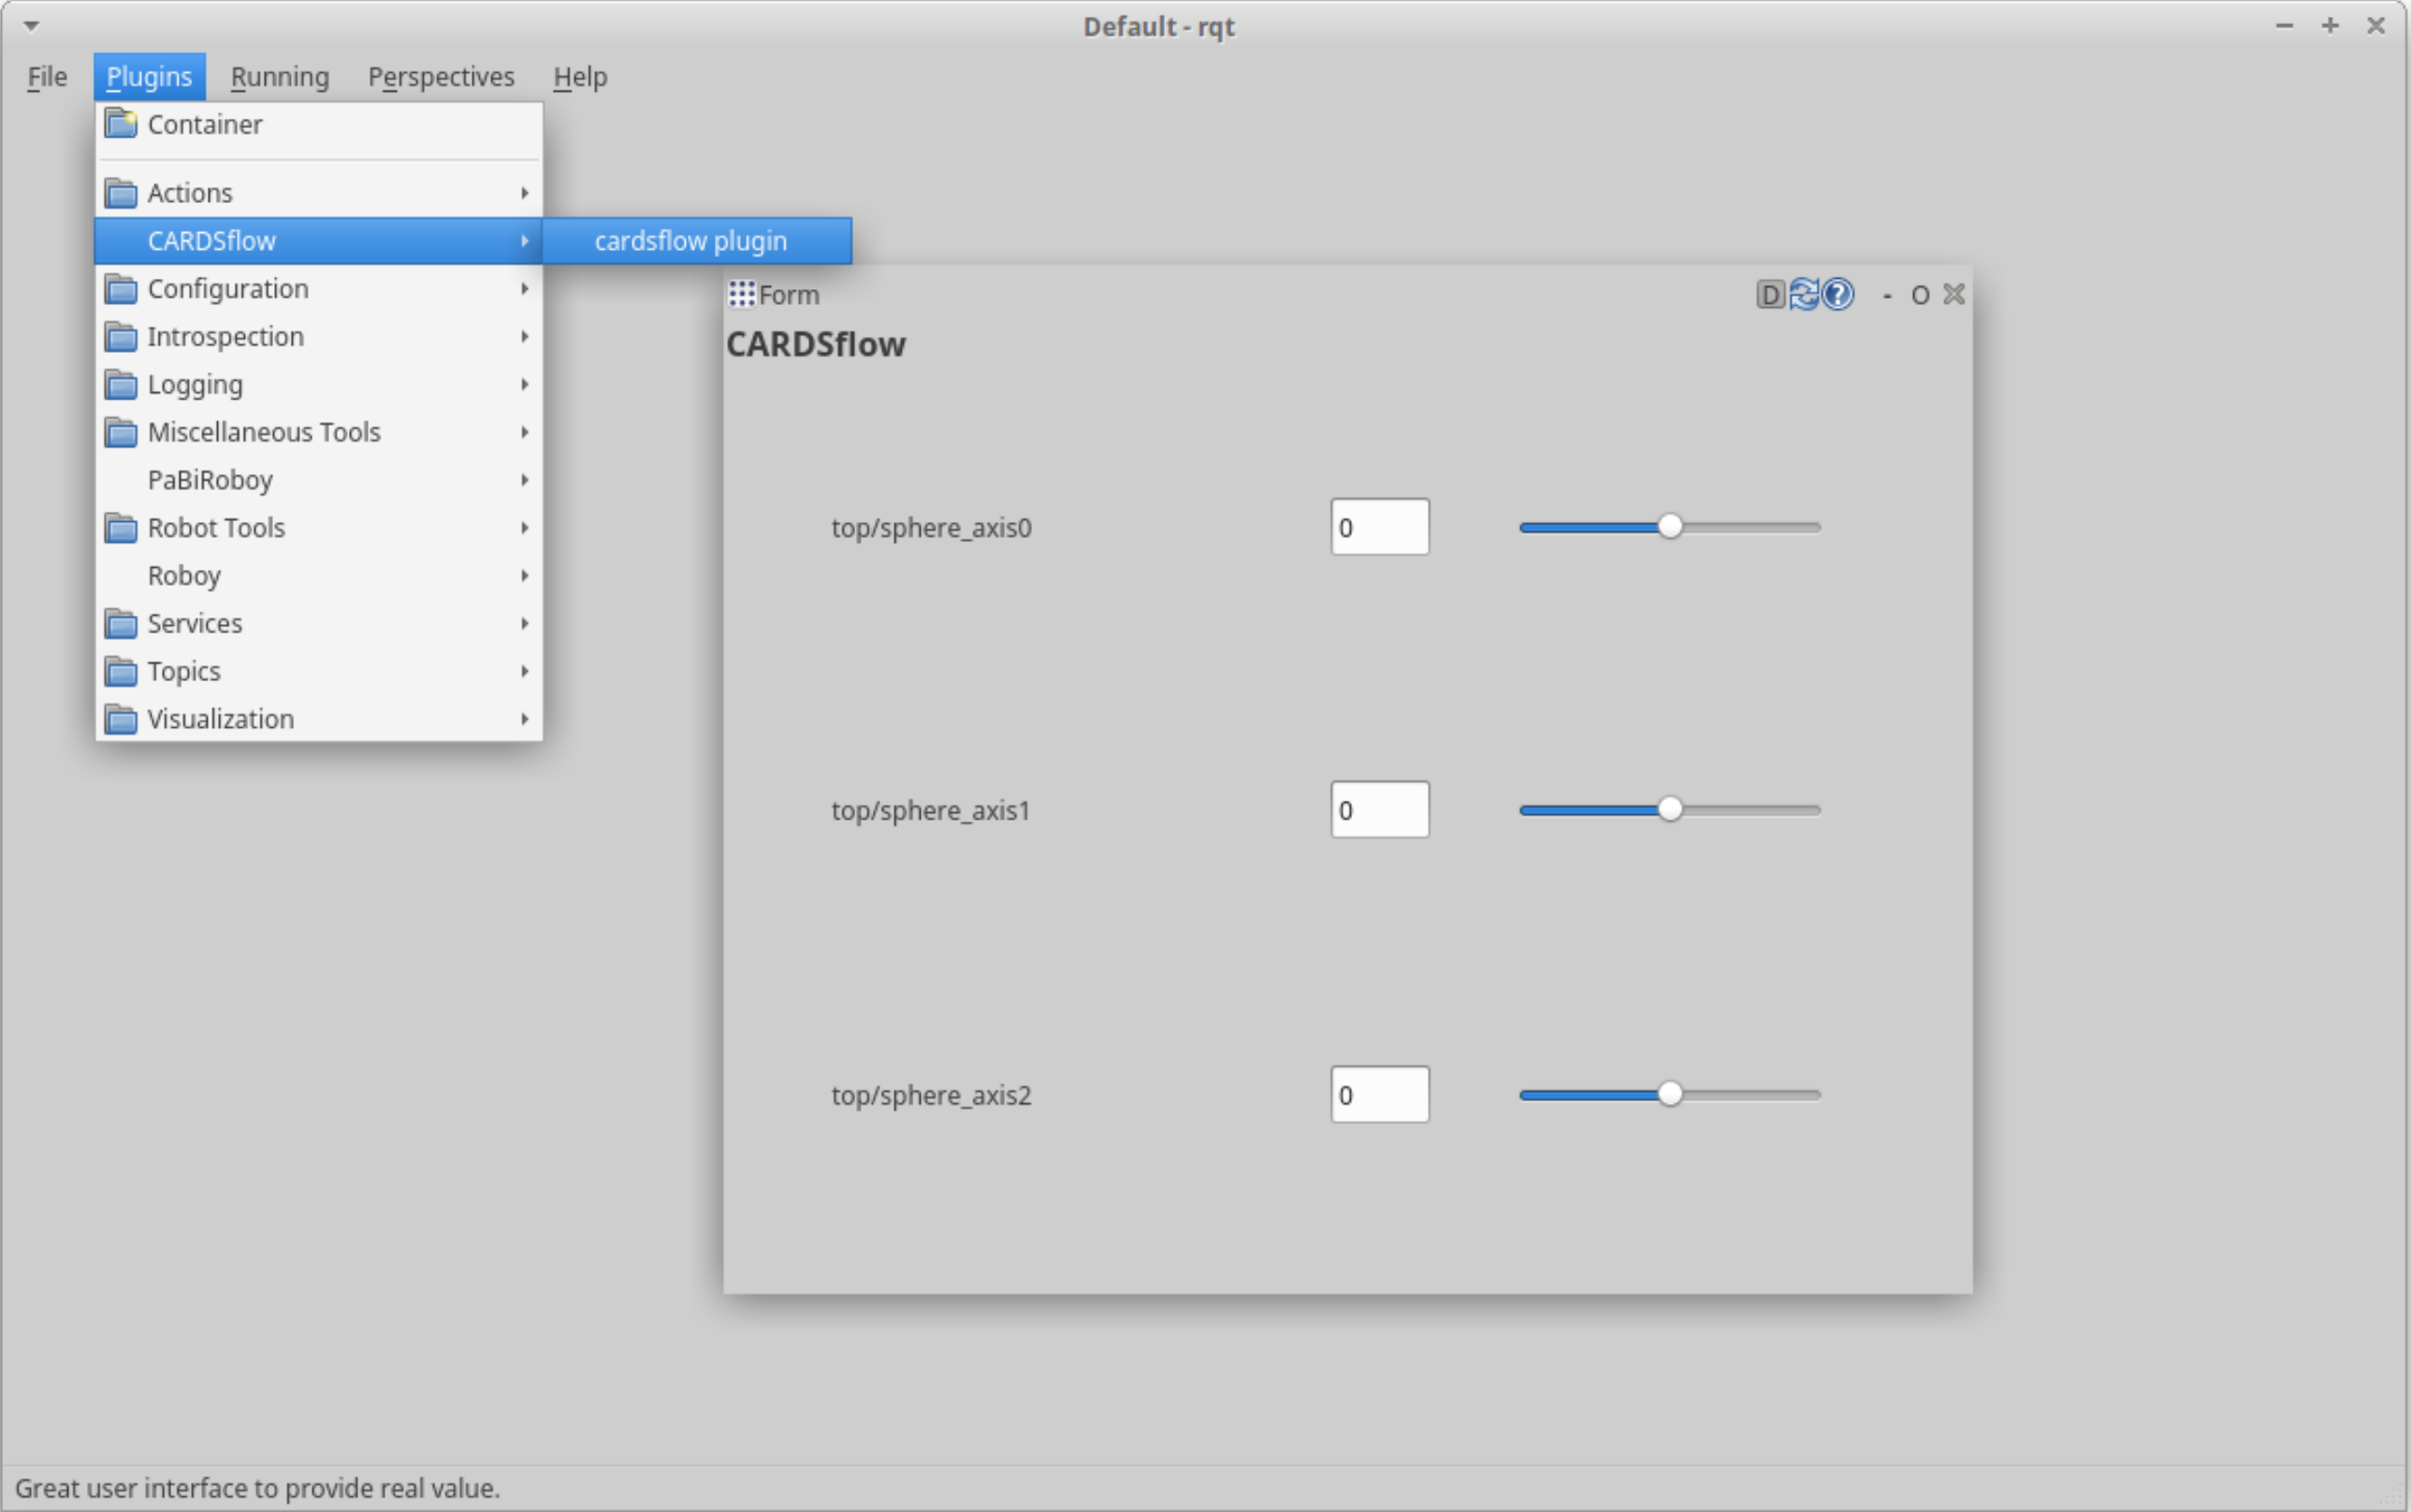 Default - rqt
File Plugins Running Perspectives Help
Container
Actions
CARDSflow
cardsflow plugin
Configuration
Introspection
Logging
Miscellaneous Tools
PaBiRoboy
Robot Tools
Roboy
Services
Topics
Visualization
Form D ? - O
CARDSflow
top/sphere_axis0 0
top/sphere_axis1 0
top/sphere_axis2 0
Great user interface to provide real value.